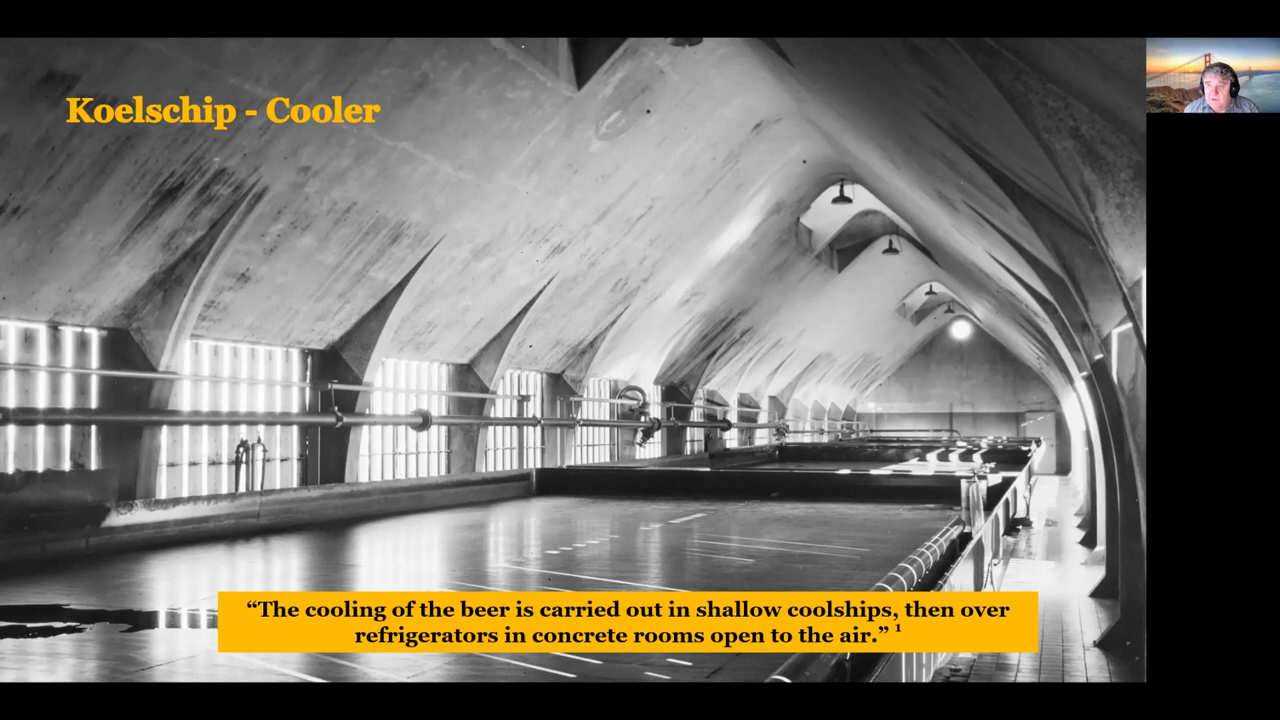 Koelschip - Cooler
“The cooling of the beer is carried out in shallow coolships, then over
refrigerators in concrete rooms open to the air.” ¹